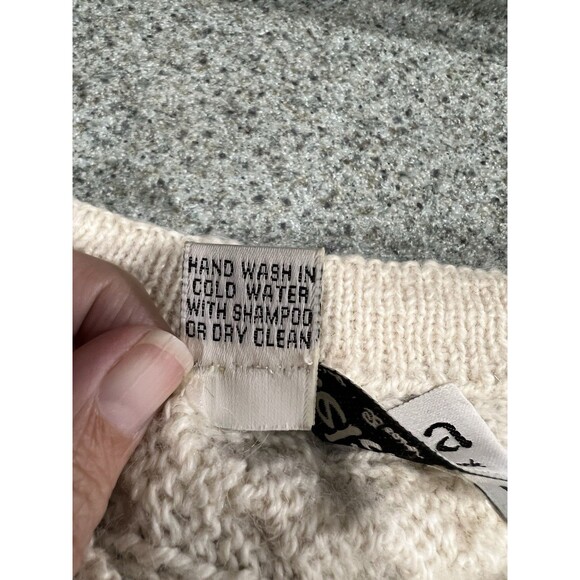 HAND WASH IN
COLD WATER
WITH SHAMPOO
OR DRY CLEAN